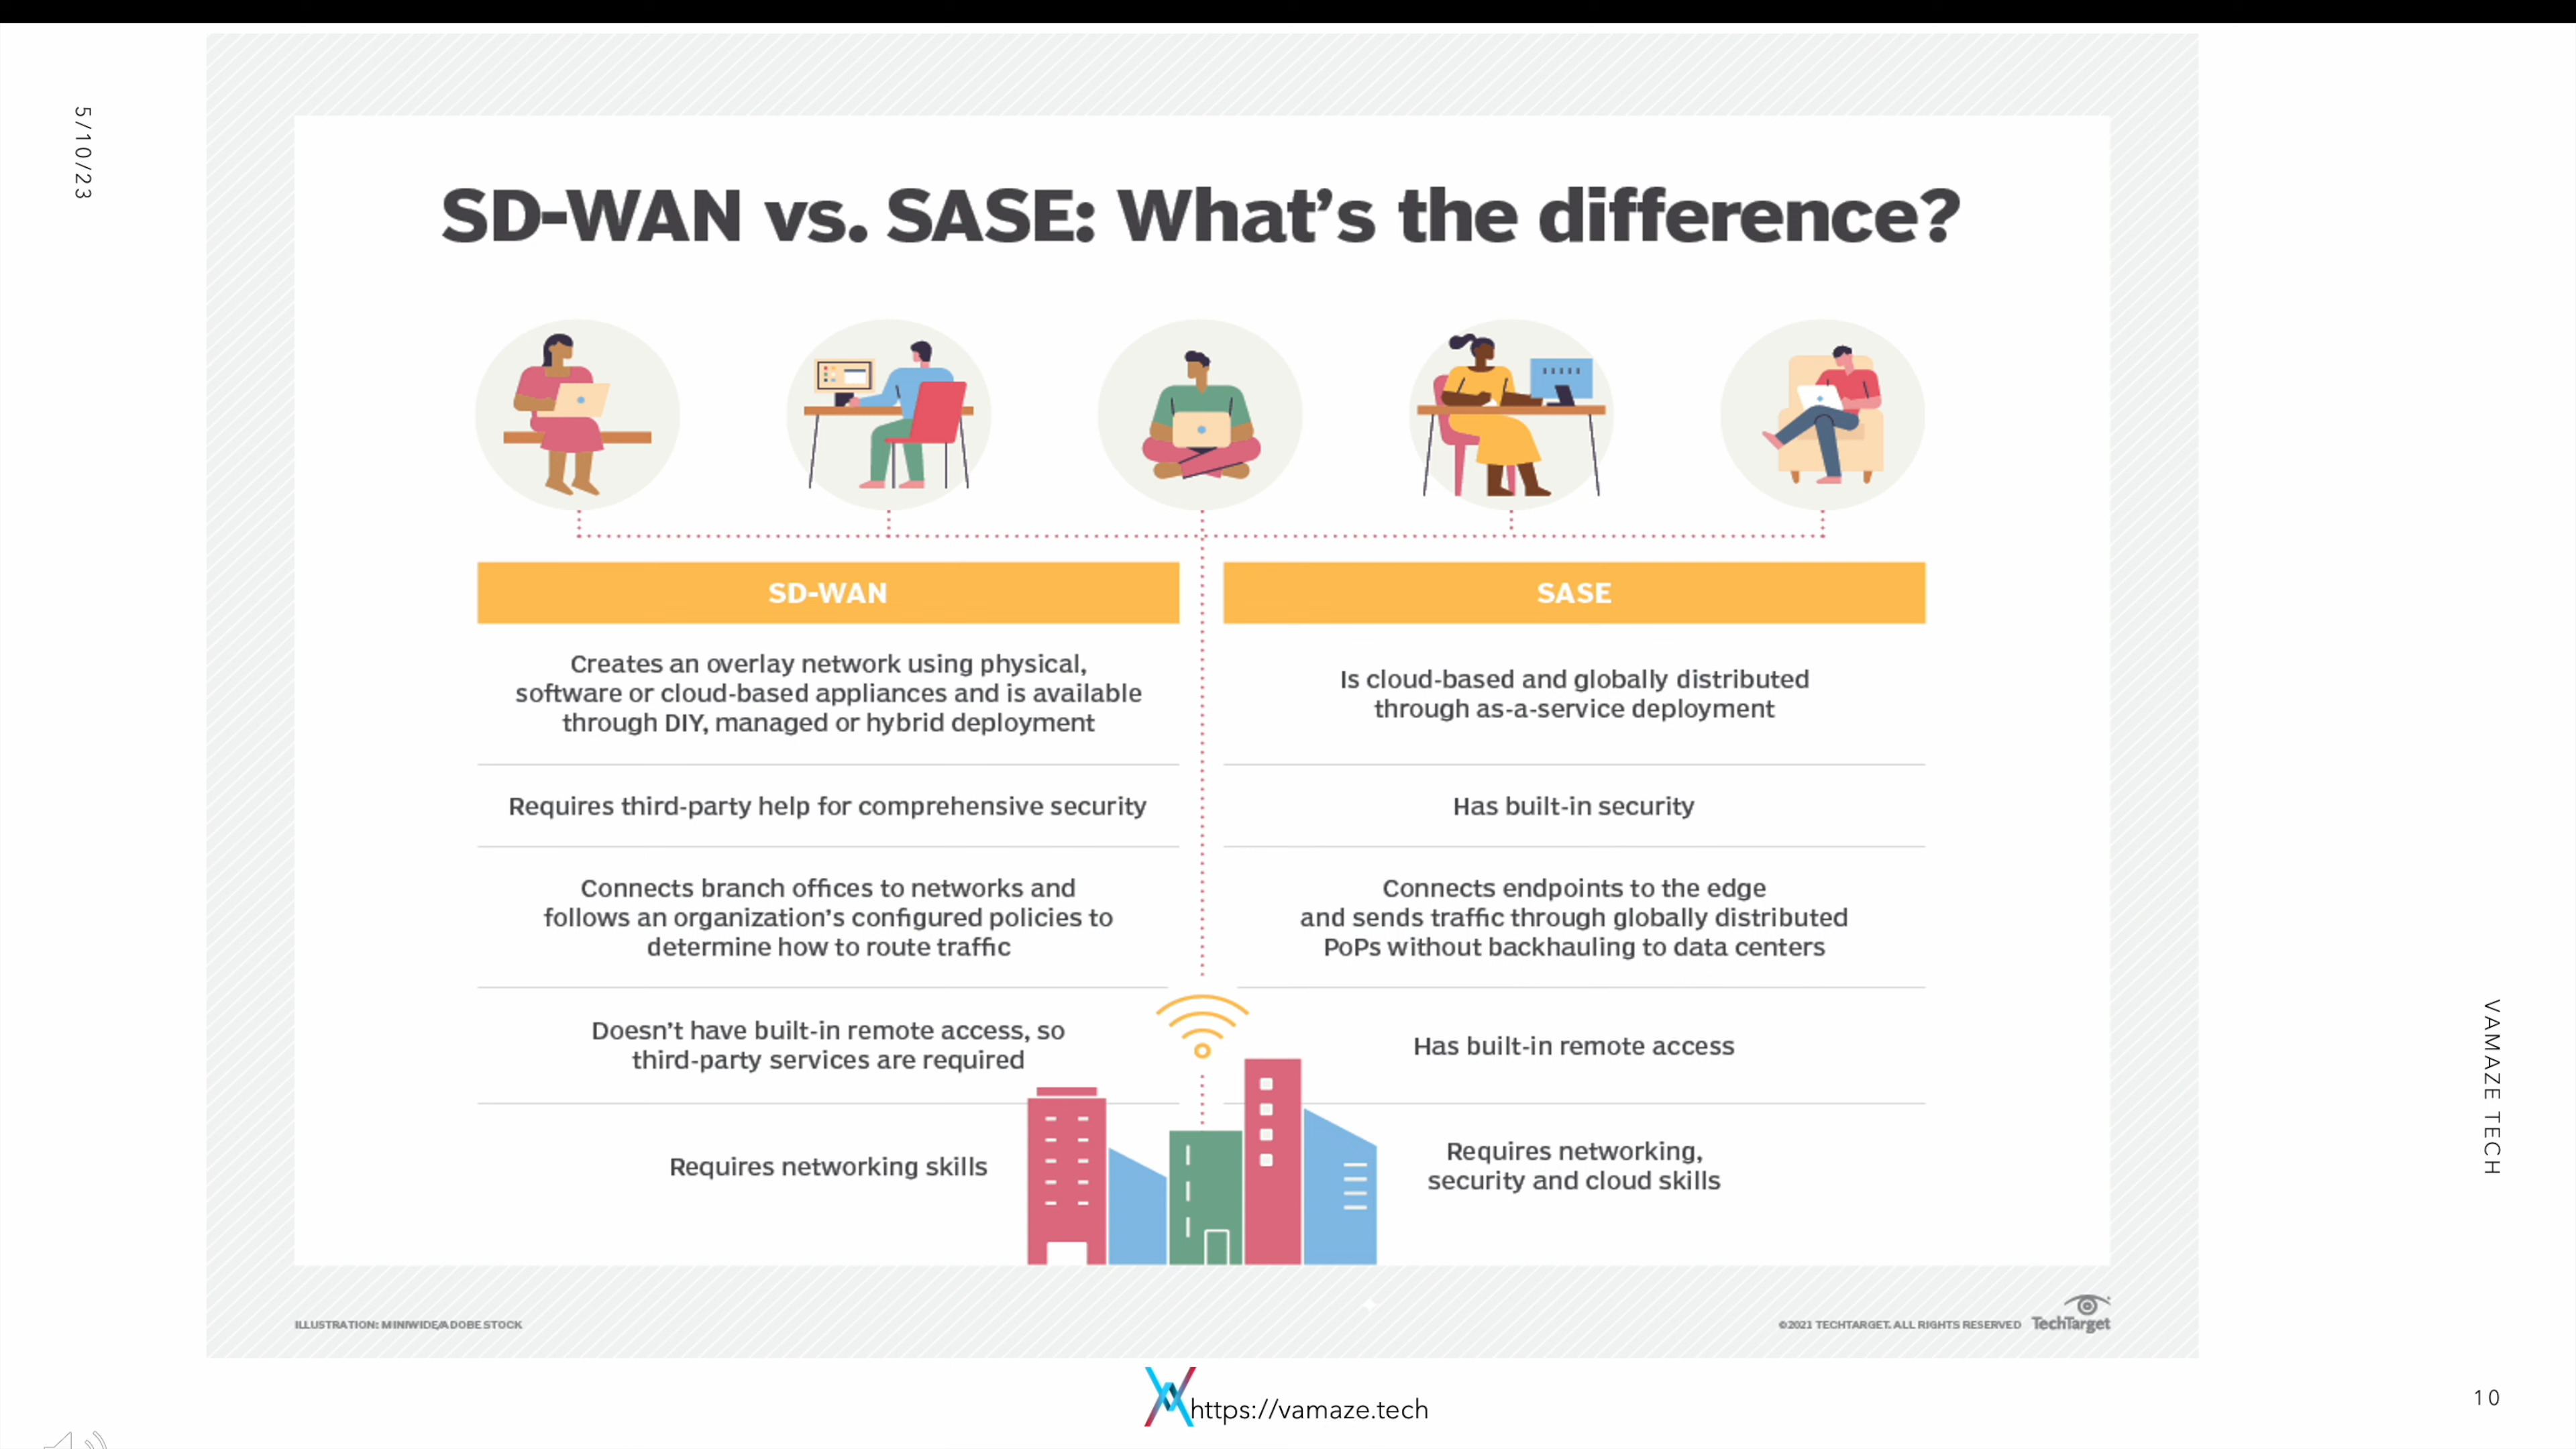 5/10/23
SD-WAN vs. SASE: What's the difference?
SD-WAN
Creates an overlay network using physical,
software or cloud-based appliances and is available
through DIY, managed or hybrid deployment
Requires third-party help for comprehensive security
Connects branch offices to networks and
follows an organization's configured policies to
determine how to route traffic
Doesn't have built-in remote access, so
third-party services are required
Requires networking skills
SASE
Is cloud-based and globally distributed
through as-a-service deployment
Has built-in security
Connects endpoints to the edge
and sends traffic through globally distributed
PoPs without backhauling to data centers
Has built-in remote access
Requires networking,
security and cloud skills
ILLUSTRATION: MINIWIDE/ADOBE STOCK
©2021 TECHTARGET. ALL RIGHTS RESERVED TechTarget
VAMAZE TECH
https://vamaze.tech
10